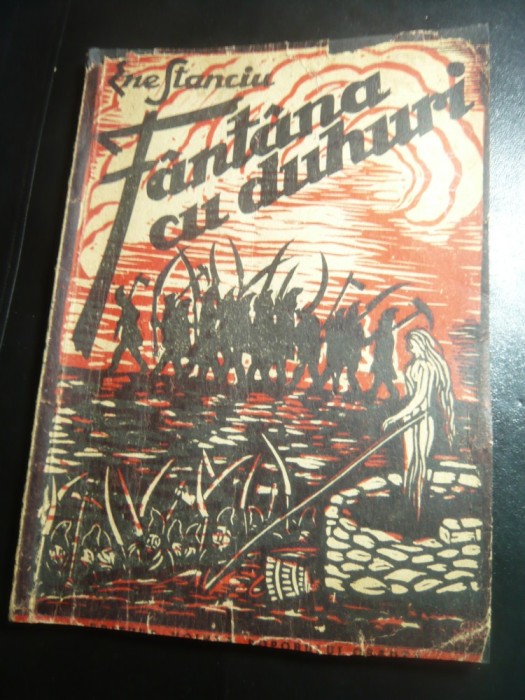 Ene Stanciu
Fântâna
cu duhuri